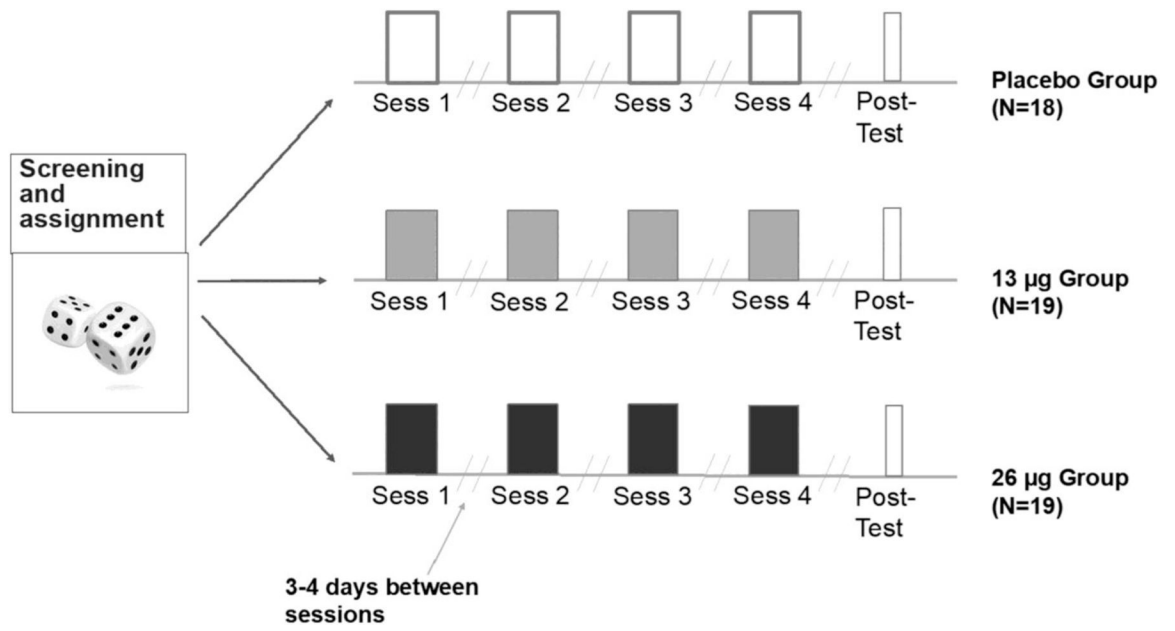 Screening
and
assignment
Sess 1 Sess 2 Sess 3 Sess 4 Post-
Test
Placebo Group
(N=18)
Sess 1 Sess 2 Sess 3 Sess 4 Post-
Test
13 µg Group
(N=19)
Sess 1 Sess 2 Sess 3 Sess 4 Post-
Test
26 µg Group
(N=19)
3-4 days between
sessions